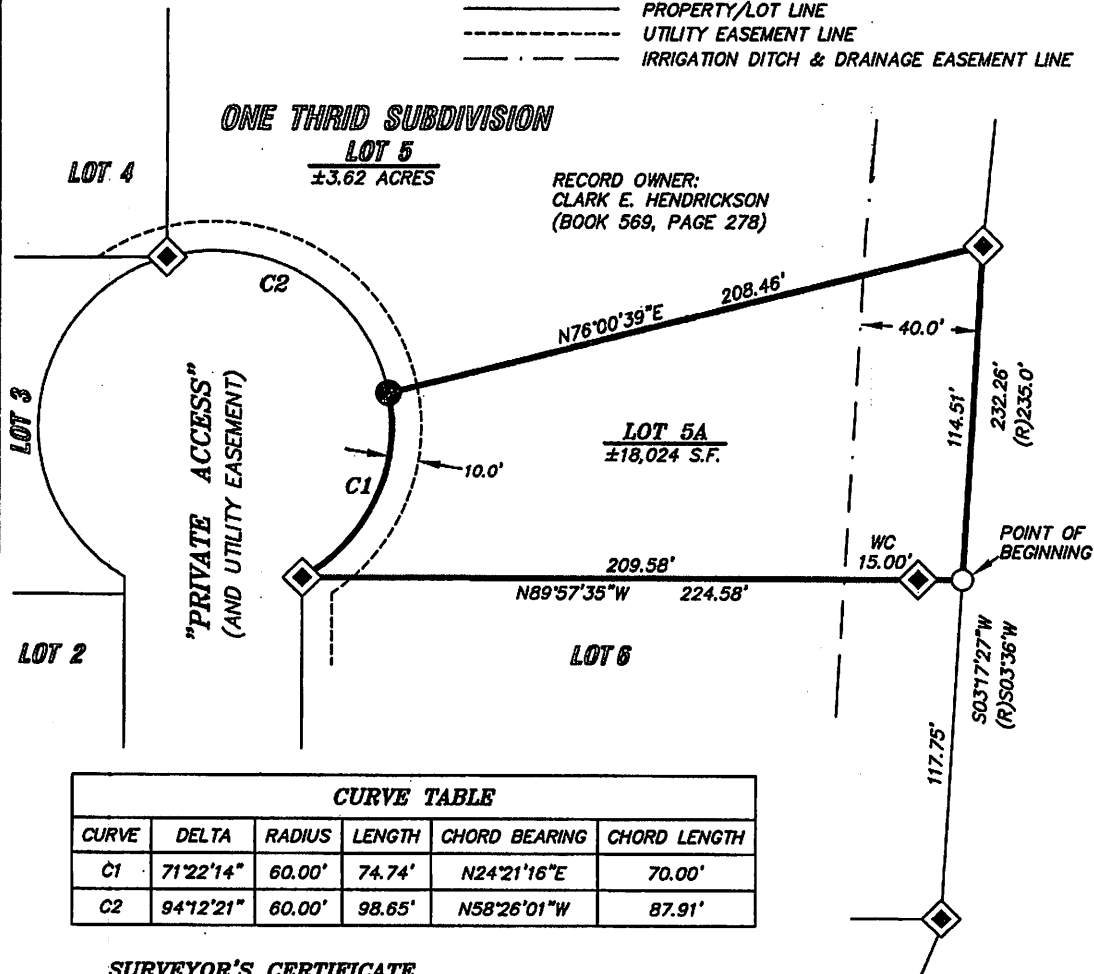 PROPERTY/LOT LINE
UTILITY EASEMENT LINE
IRRIGATION DITCH & DRAINAGE EASEMENT LINE
ONE THRID SUBDIVISION
LOT 5
±3.62 ACRES
LOT 4
RECORD OWNER:
CLARK E. HENDRICKSON
(BOOK 569, PAGE 278)
C2
N76°00'39"E
208.46'
40.0'
LOT 3
"PRIVATE ACCESS"
(AND UTILITY EASEMENT)
C1
10.0'
LOT 5A
±18,024 S.F.
114.51'
232.26'
(R)235.0'
WC
15.00'
POINT OF
BEGINNING
209.58'
N89°57'35"W
224.58'
LOT 2
LOT 6
S03°17'27"W
(R)S03°36'W
117.75'
CURVE TABLE
CURVE DELTA RADIUS LENGTH CHORD BEARING CHORD LENGTH
C1 71°22'14" 60.00' 74.74' N24°21'16"E 70.00'
C2 94°12'21" 60.00' 98.65' N58°26'01"W 87.91'
SURVEYOR'S CERTIFICATE